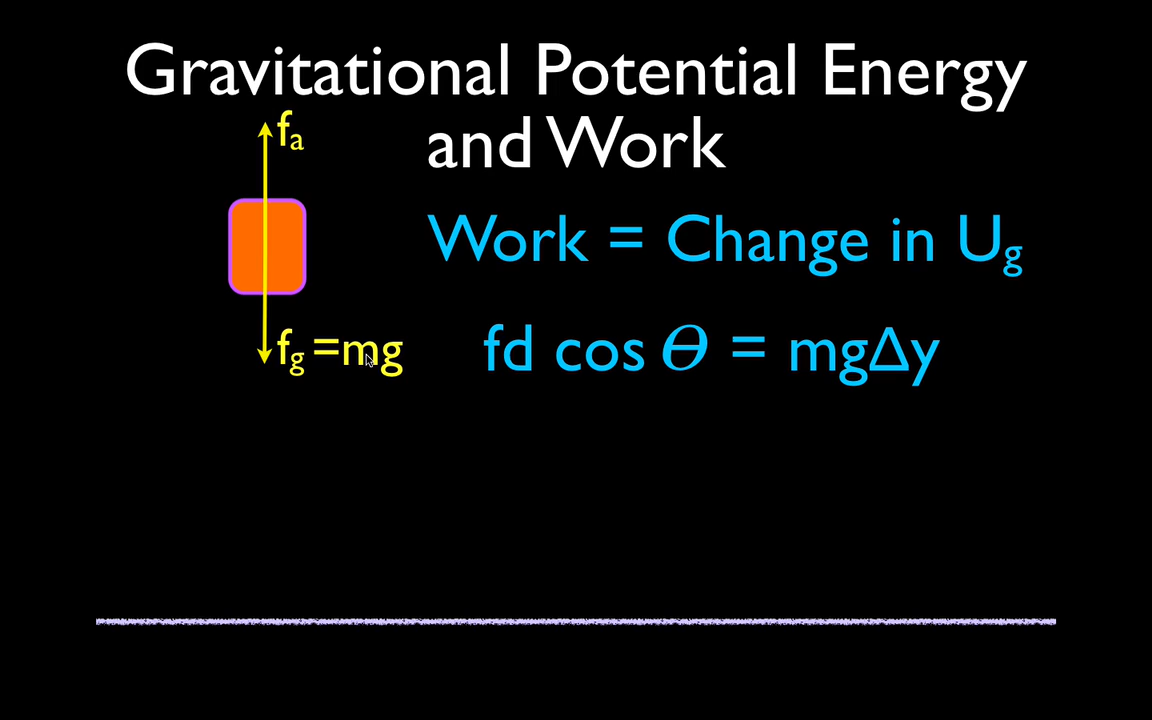 Gravitational Potential Energy
and Work
fa
Work = Change in Ug
fg =mg
fd cos Θ = mgΔy